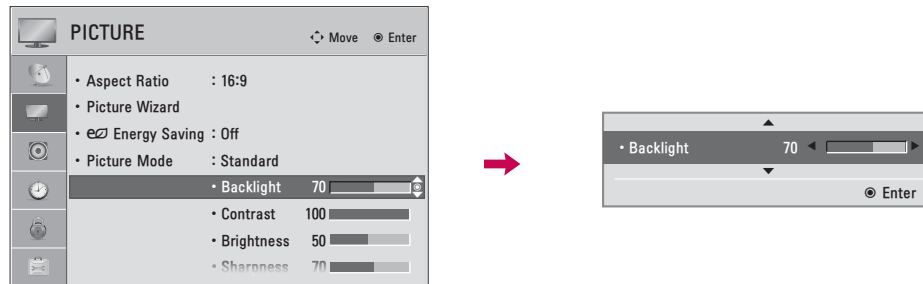 PICTURE Move Enter
• Aspect Ratio : 16:9
• Picture Wizard
• Energy Saving : Off
• Picture Mode : Standard
• Backlight 70
• Contrast 100
• Brightness 50
• Sharpness 70
• Backlight 70
Enter